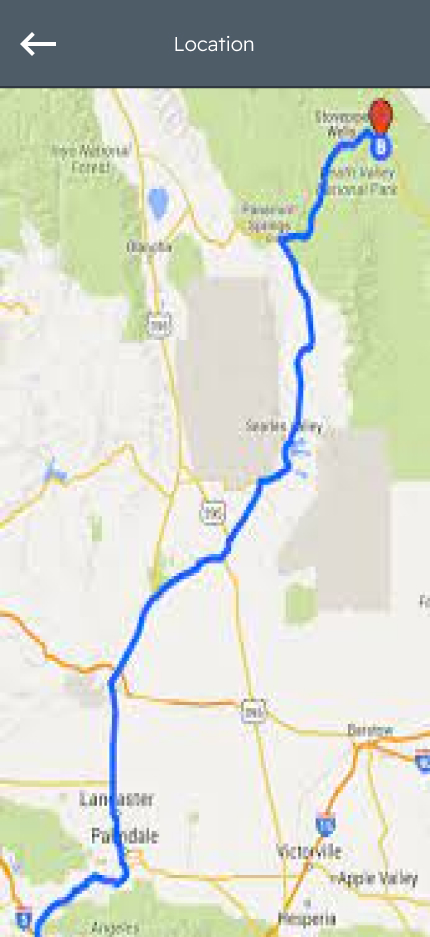 Location
Stovepipe
Wells
B
Inyo National
Forest
Death Valley
National Park
Panamint
Springs
Olancha
395
Searles Valley
395
395
Barstow
Lancaster
Palmdale
15
Victorville
Apple Valley
5
Hesperia
Angeles